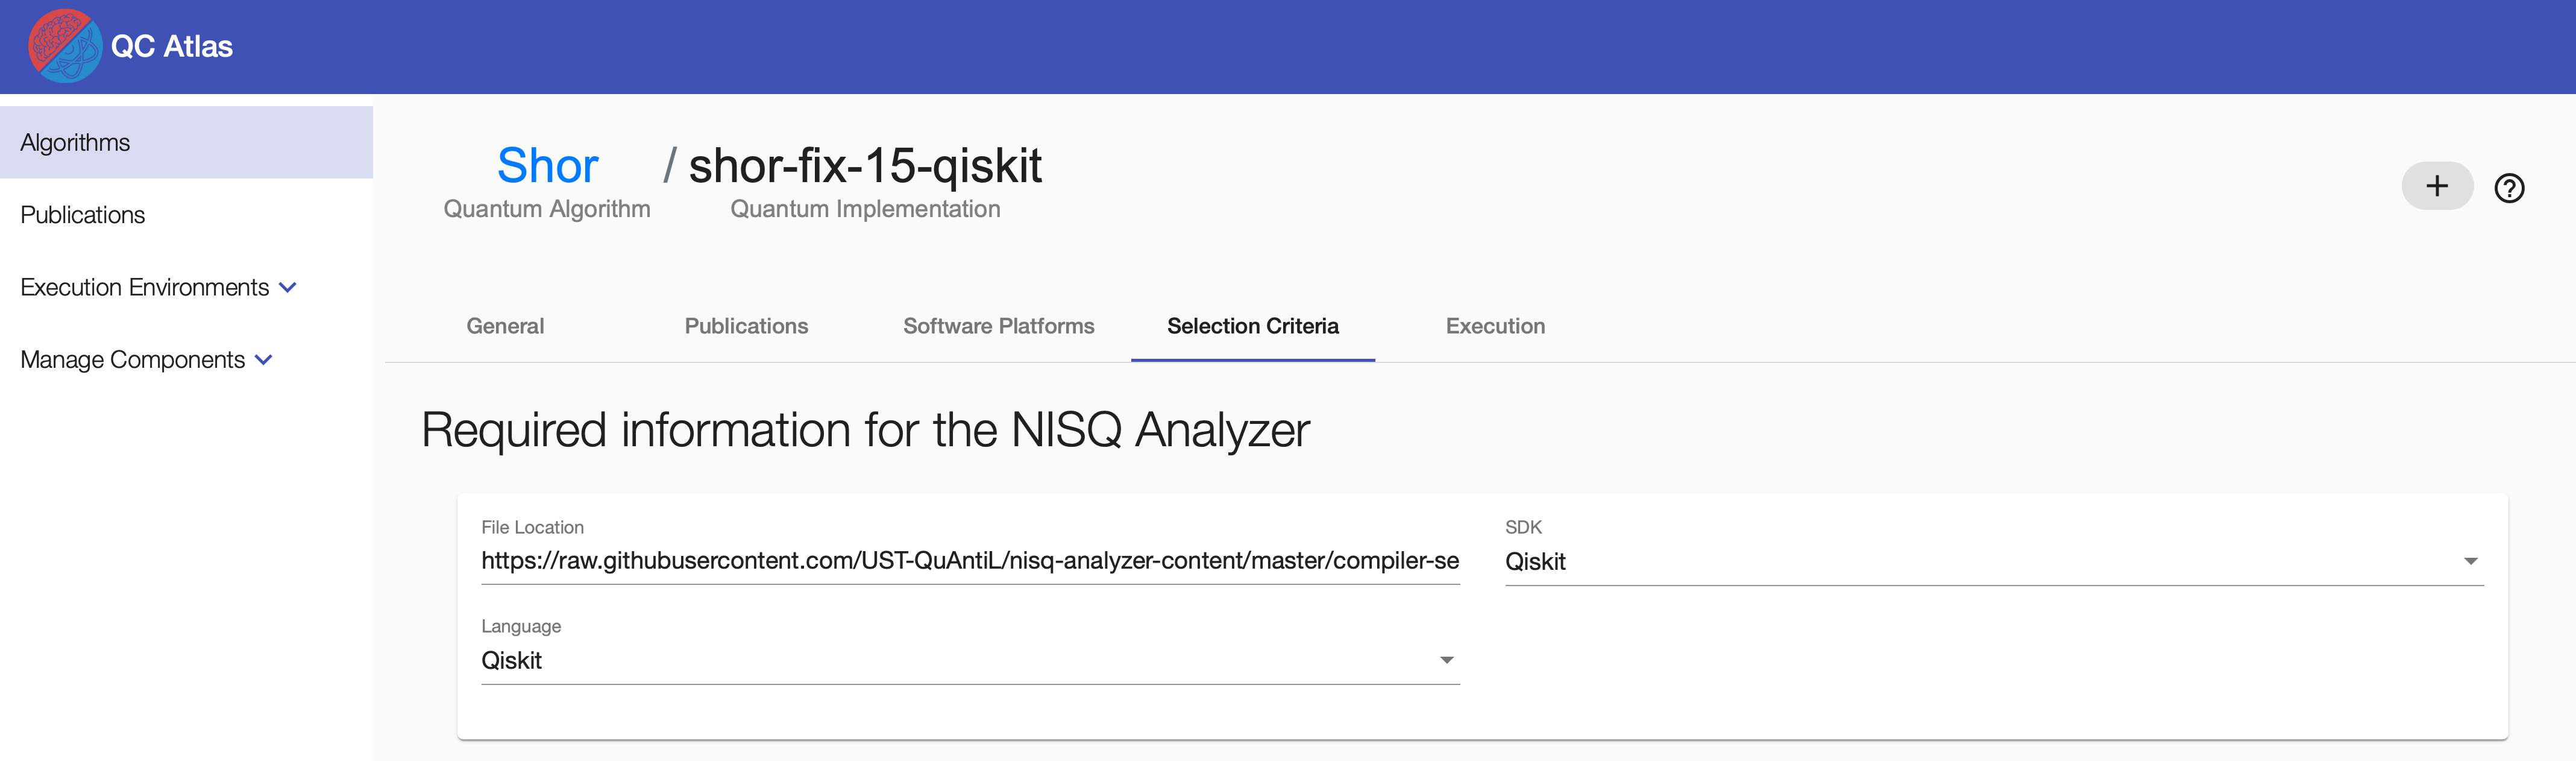 QC Atlas
Algorithms
Publications
Execution Environments
Manage Components
Shor / shor-fix-15-qiskit
Quantum Algorithm Quantum Implementation
+ ?
General Publications Software Platforms Selection Criteria Execution
Required information for the NISQ Analyzer
File Location SDK
https://raw.githubusercontent.com/UST-QuAntiL/nisq-analyzer-content/master/compiler-se Qiskit
Language
Qiskit